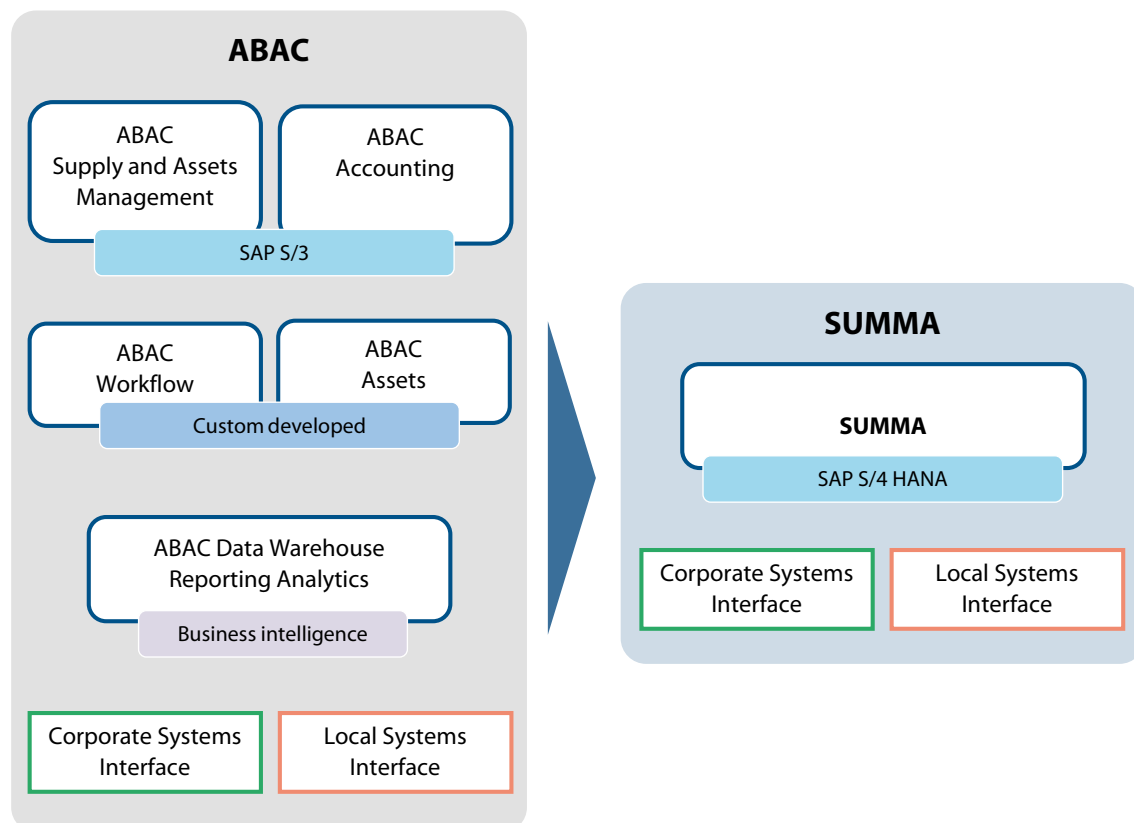 ABAC
ABAC
Supply and Assets
Management
ABAC
Accounting
SAP S/3
ABAC
Workflow
ABAC
Assets
Custom developed
ABAC Data Warehouse
Reporting Analytics
Business intelligence
Corporate Systems
Interface
Local Systems
Interface
SUMMA
SUMMA
SAP S/4 HANA
Corporate Systems
Interface
Local Systems
Interface